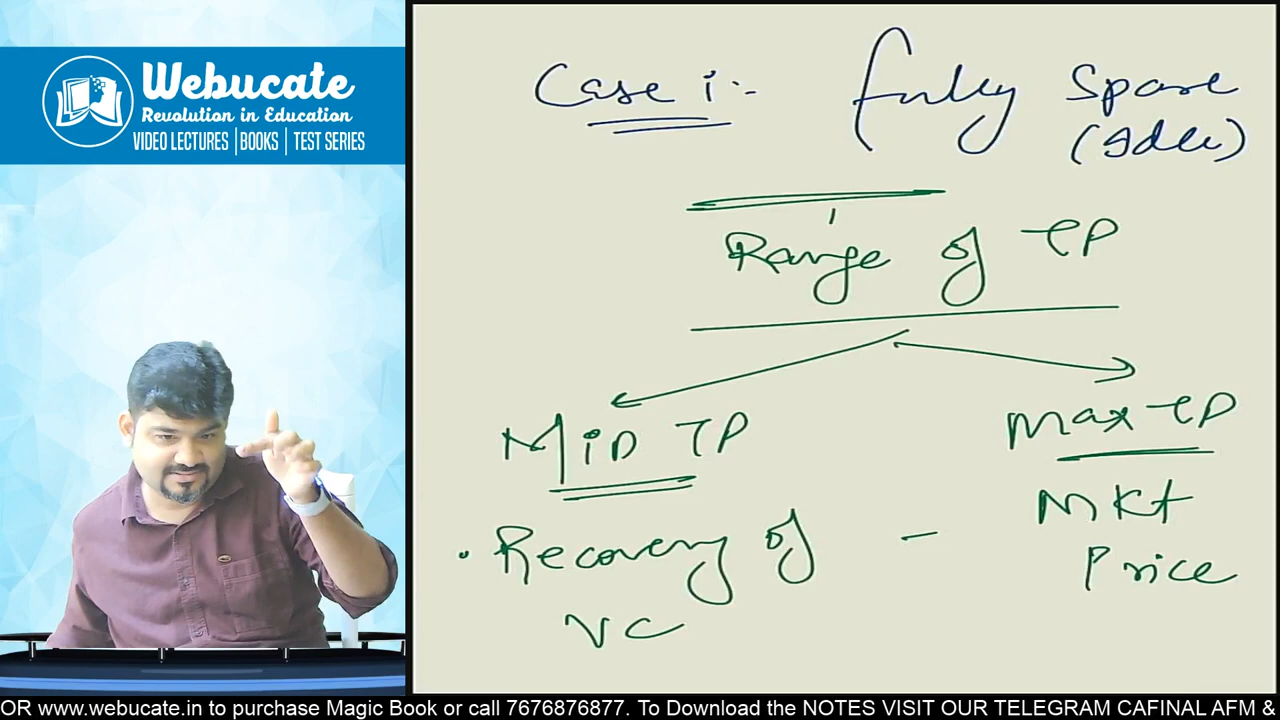 Webucate
Revolution in Education
VIDEO LECTURES | BOOKS | TEST SERIES
Case i:- fully Spare
(Idle)
Range of TP
Min TP
Max TP
. Recovery of
VC
- Mkt
Price
OR www.webucate.in to purchase Magic Book or call 7676876877. To Download the NOTES VISIT OUR TELEGRAM CAFINAL AFM &